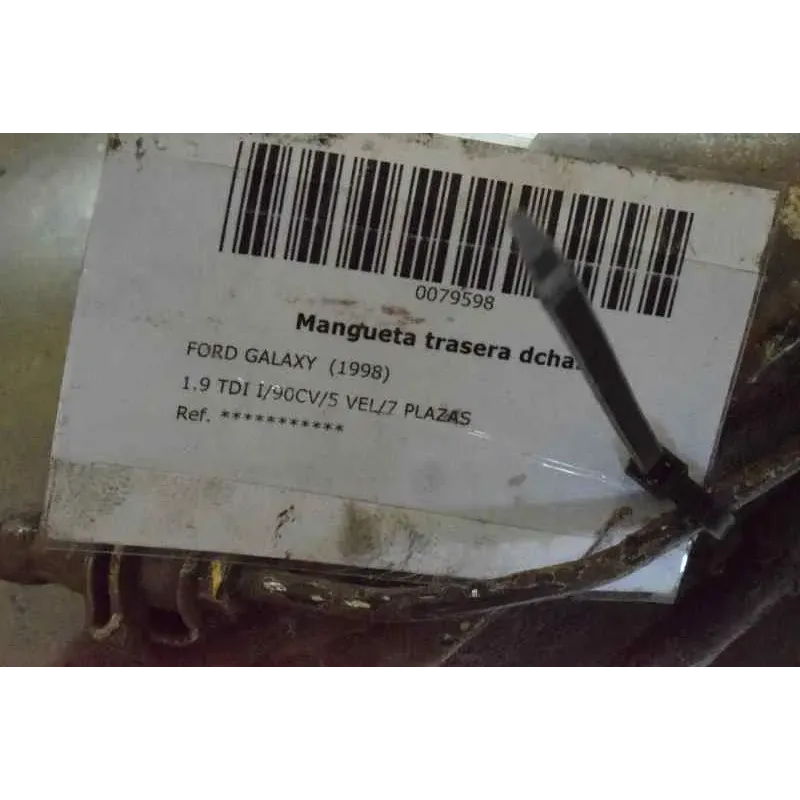 0079598
Mangueta trasera dcha.
FORD GALAXY (1998)
1.9 TDI I/90CV/5 VEL/7 PLAZAS
Ref. ***********